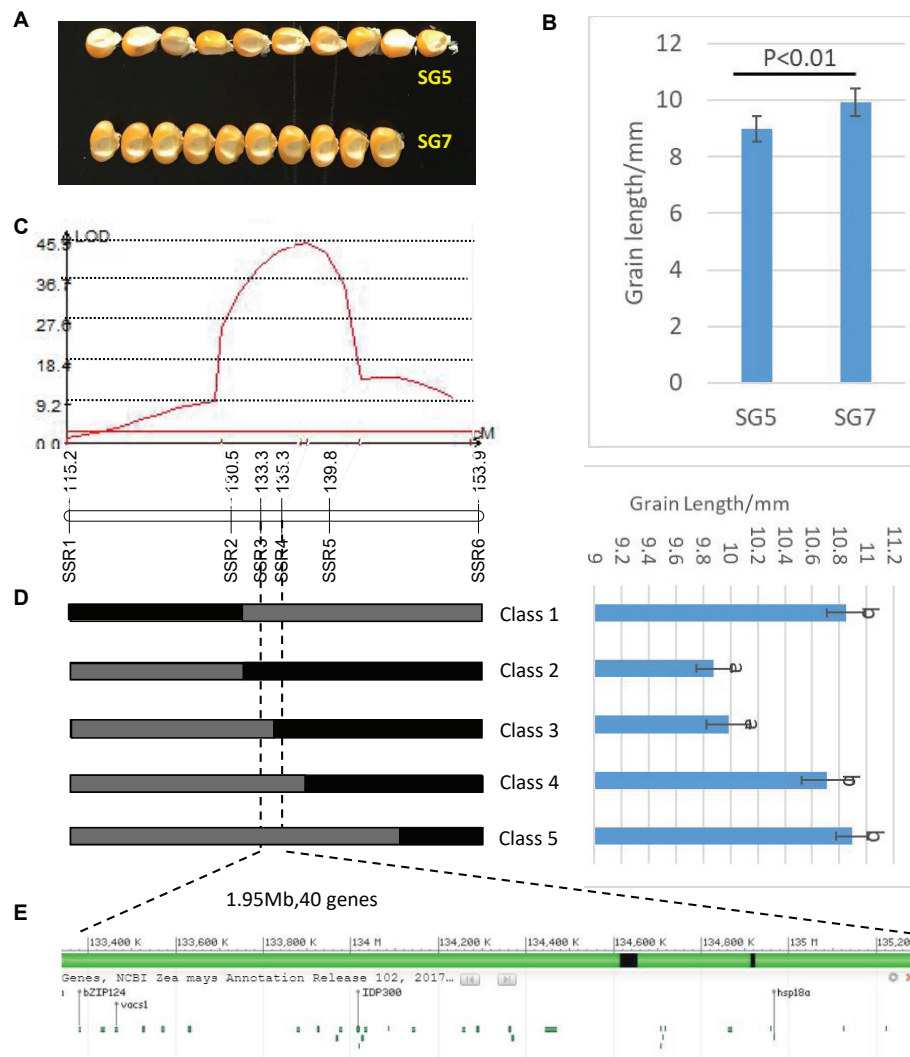 A
SG5
SG7
B
12
10
8
6
4
2
0
Grain length/mm
P<0.01
SG5 SG7
C
LOD
45.9
36.7
27.6
18.4
9.2
0.0
cM
115.2 130.5 133.3 135.3 139.8 153.9
SSR1 SSR2 SSR3 SSR4 SSR5 SSR6
Grain Length/mm
9 9.2 9.4 9.6 9.8 10 10.2 10.4 10.6 10.8 11 11.2
D
Class 1 b
Class 2 a
Class 3 a
Class 4 b
Class 5 b
1.95Mb,40 genes
E
133,400 K 133,600 K 133,800 K 134 M 134,200 K 134,400 K 134,600 K 134,800 K 135 M 135,20
Genes, NCBI Zea mays Annotation Release 102, 2017...
bZIP124 IDP300 hsp18a
vacs1